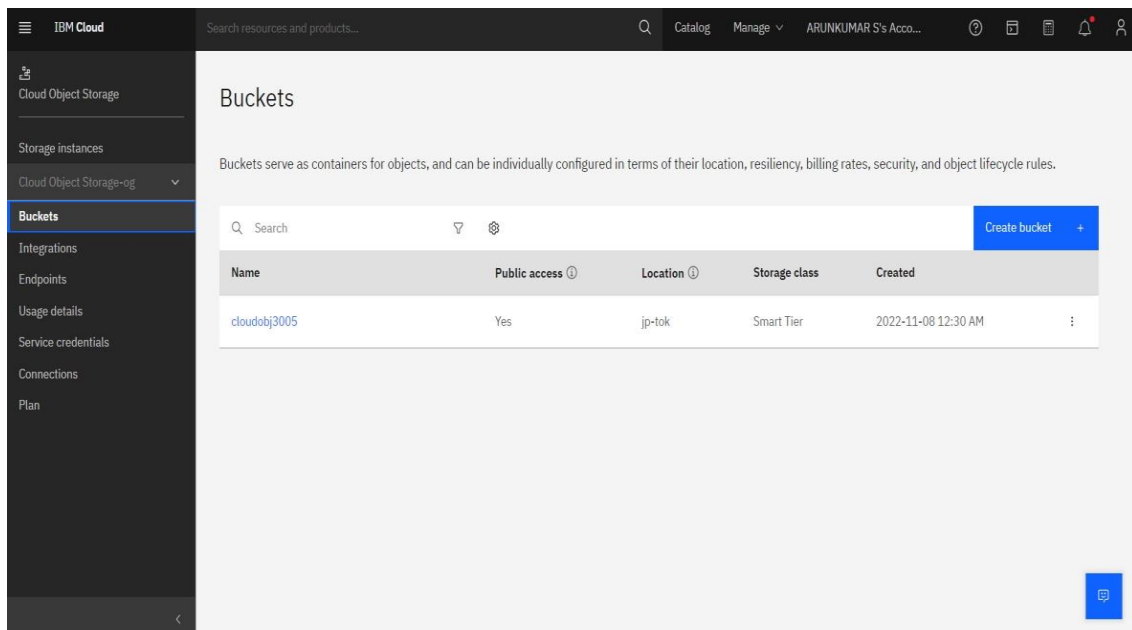 IBM Cloud
Search resources and products...
Catalog
Manage
ARUNKUMAR S's Acco...
Cloud Object Storage
Storage instances
Cloud Object Storage-og
Buckets
Integrations
Endpoints
Usage details
Service credentials
Connections
Plan
Buckets
Buckets serve as containers for objects, and can be individually configured in terms of their location, resiliency, billing rates, security, and object lifecycle rules.
Search
Create bucket +
Name Public access Location Storage class Created
cloudobj3005 Yes jp-tok Smart Tier 2022-11-08 12:30 AM